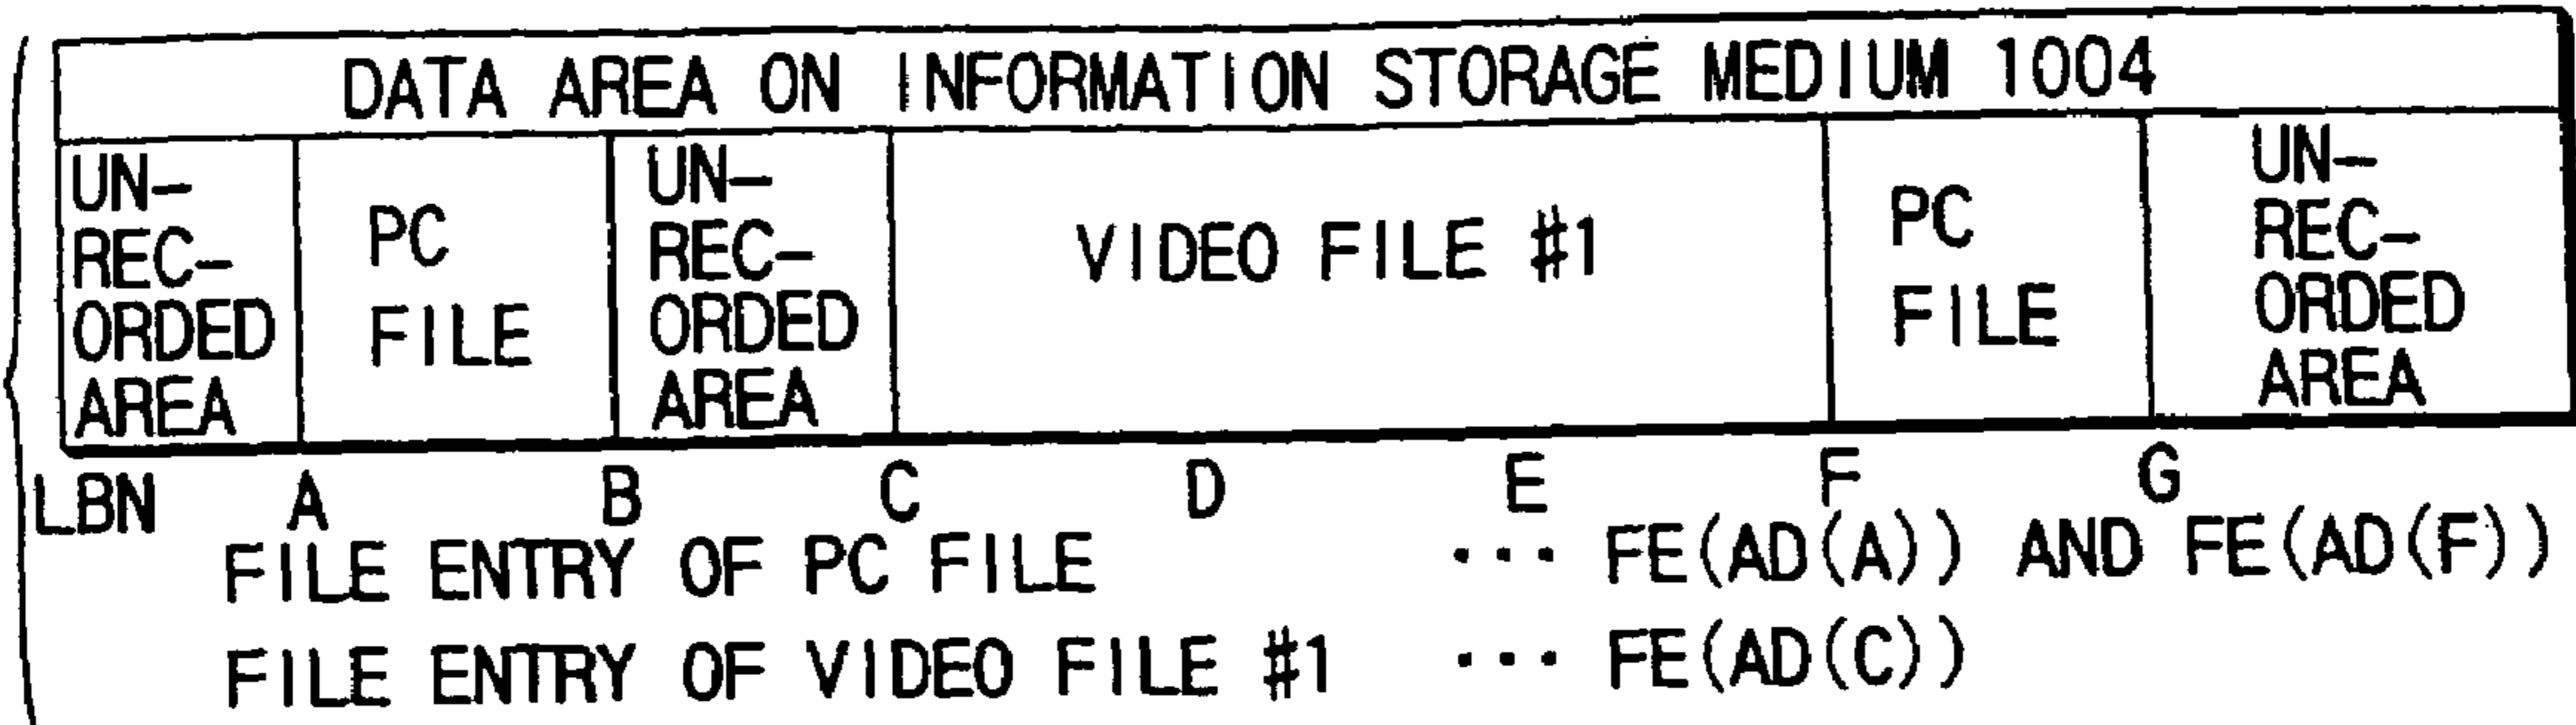 DATA AREA ON INFORMATION STORAGE MEDIUM 1004
UN-
REC-
ORDED
AREA
PC
FILE
UN-
REC-
ORDED
AREA
VIDEO FILE #1
PC
FILE
UN-
REC-
ORDED
AREA
LBN A B C D E F G
FILE ENTRY OF PC FILE ··· FE(AD(A)) AND FE(AD(F))
FILE ENTRY OF VIDEO FILE #1 ··· FE(AD(C))